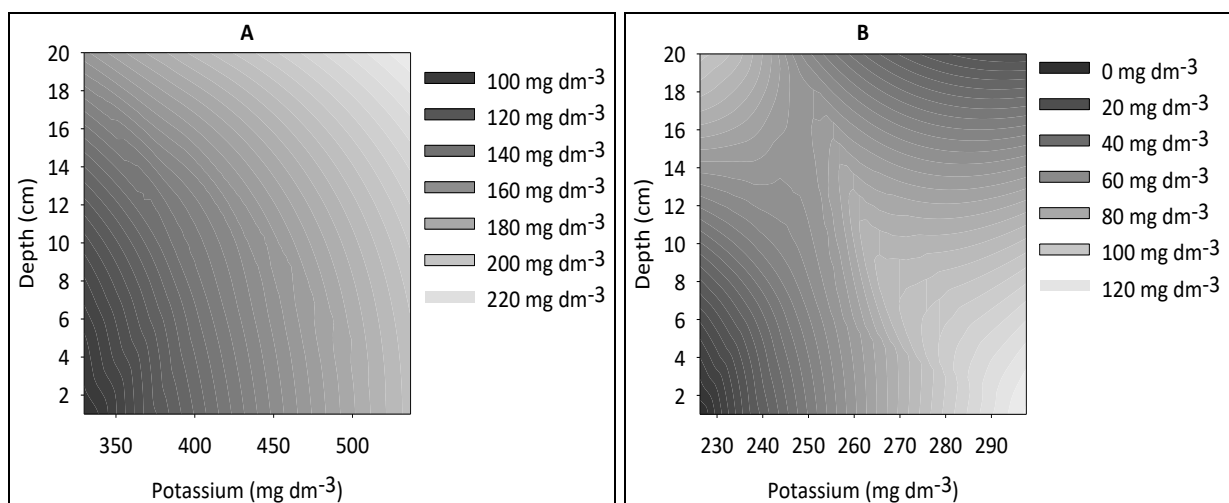 A
20
18
16
14
12
10
8
6
4
2
Depth (cm)
350 400 450 500
Potassium (mg dm-3)
100 mg dm-3
120 mg dm-3
140 mg dm-3
160 mg dm-3
180 mg dm-3
200 mg dm-3
220 mg dm-3
B
20
18
16
14
12
10
8
6
4
2
Depth (cm)
230 240 250 260 270 280 290
Potassium (mg dm-3)
0 mg dm-3
20 mg dm-3
40 mg dm-3
60 mg dm-3
80 mg dm-3
100 mg dm-3
120 mg dm-3